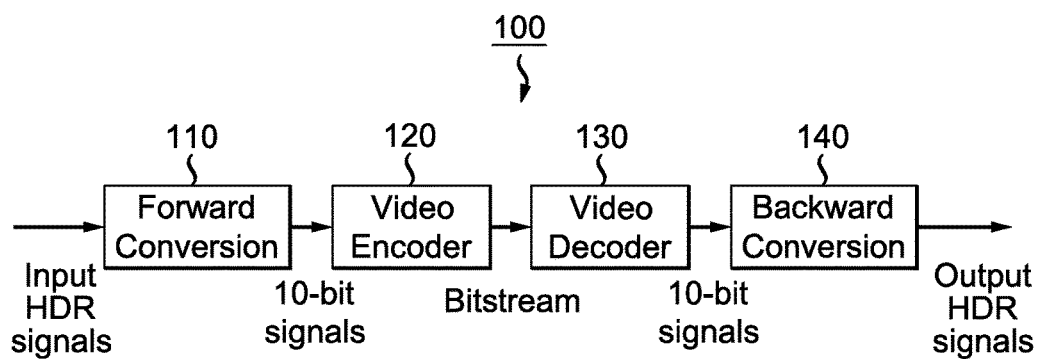 100
110
120
130
140
Forward
Conversion
Video
Encoder
Video
Decoder
Backward
Conversion
Input
HDR
signals
10-bit
signals
Bitstream
10-bit
signals
Output
HDR
signals